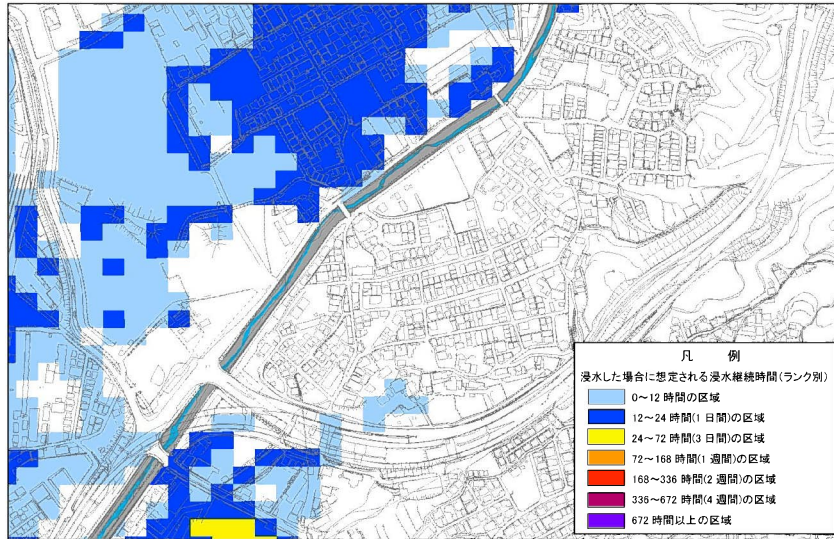 凡 例
浸水した場合に想定される浸水継続時間(ランク別)
0～12 時間の区域
12～24 時間(1 日間)の区域
24～72 時間(3 日間)の区域
72～168 時間(1 週間)の区域
168～336 時間(2 週間)の区域
336～672 時間(4 週間)の区域
672 時間以上の区域